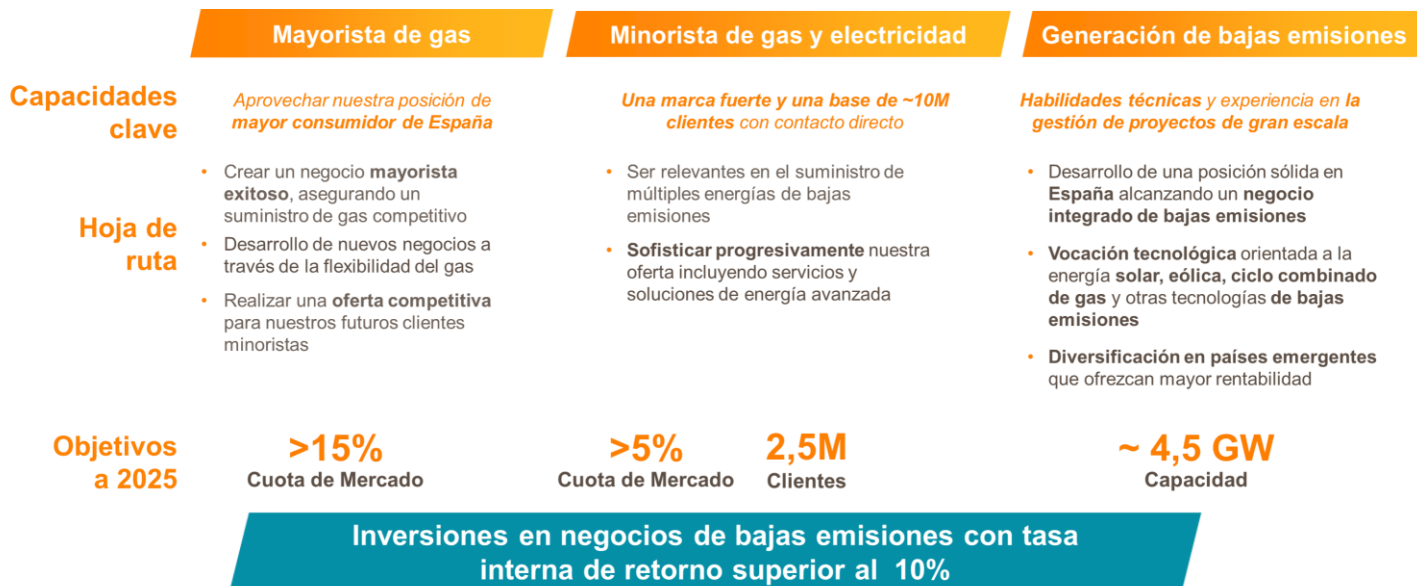 Mayorista de gas
Minorista de gas y electricidad
Generación de bajas emisiones
Capacidades
clave
Aprovechar nuestra posición de
mayor consumidor de España
Una marca fuerte y una base de ~10M
clientes con contacto directo
Habilidades técnicas y experiencia en la
gestión de proyectos de gran escala
Hoja de
ruta
• Crear un negocio mayorista
exitoso, asegurando un
suministro de gas competitivo
• Desarrollo de nuevos negocios a
través de la flexibilidad del gas
• Realizar una oferta competitiva
para nuestros futuros clientes
minoristas
• Ser relevantes en el suministro de
múltiples energías de bajas
emisiones
• Sofisticar progresivamente nuestra
oferta incluyendo servicios y
soluciones de energía avanzada
• Desarrollo de una posición sólida en
España alcanzando un negocio
integrado de bajas emisiones
• Vocación tecnológica orientada a la
energía solar, eólica, ciclo combinado
de gas y otras tecnologías de bajas
emisiones
• Diversificación en países emergentes
que ofrezcan mayor rentabilidad
Objetivos
a 2025
>15%
Cuota de Mercado
>5%
Cuota de Mercado
2,5M
Clientes
~ 4,5 GW
Capacidad
Inversiones en negocios de bajas emisiones con tasa
interna de retorno superior al 10%